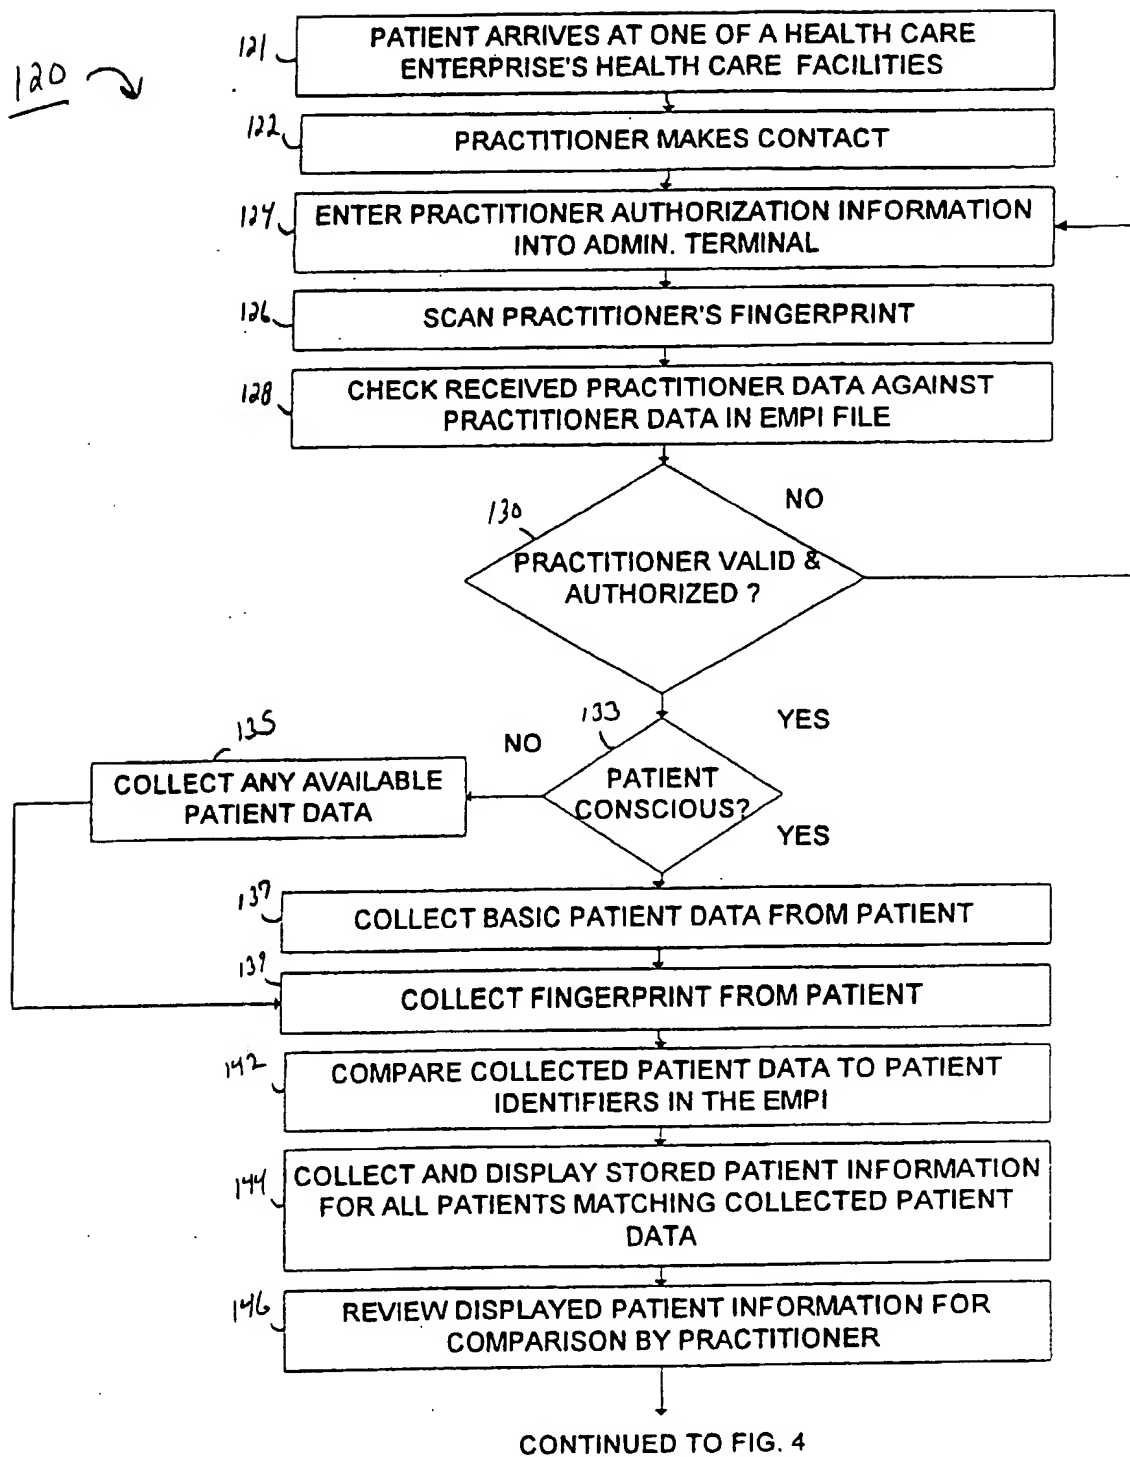 120
121
PATIENT ARRIVES AT ONE OF A HEALTH CARE
ENTERPRISE'S HEALTH CARE FACILITIES
122
PRACTITIONER MAKES CONTACT
124
ENTER PRACTITIONER AUTHORIZATION INFORMATION
INTO ADMIN. TERMINAL
126
SCAN PRACTITIONER'S FINGERPRINT
128
CHECK RECEIVED PRACTITIONER DATA AGAINST
PRACTITIONER DATA IN EMPI FILE
130
NO
PRACTITIONER VALID &
AUTHORIZED ?
133
YES
135
NO
COLLECT ANY AVAILABLE
PATIENT DATA
PATIENT
CONSCIOUS?
YES
137
COLLECT BASIC PATIENT DATA FROM PATIENT
139
COLLECT FINGERPRINT FROM PATIENT
142
COMPARE COLLECTED PATIENT DATA TO PATIENT
IDENTIFIERS IN THE EMPI
144
COLLECT AND DISPLAY STORED PATIENT INFORMATION
FOR ALL PATIENTS MATCHING COLLECTED PATIENT
DATA
146
REVIEW DISPLAYED PATIENT INFORMATION FOR
COMPARISON BY PRACTITIONER
CONTINUED TO FIG. 4